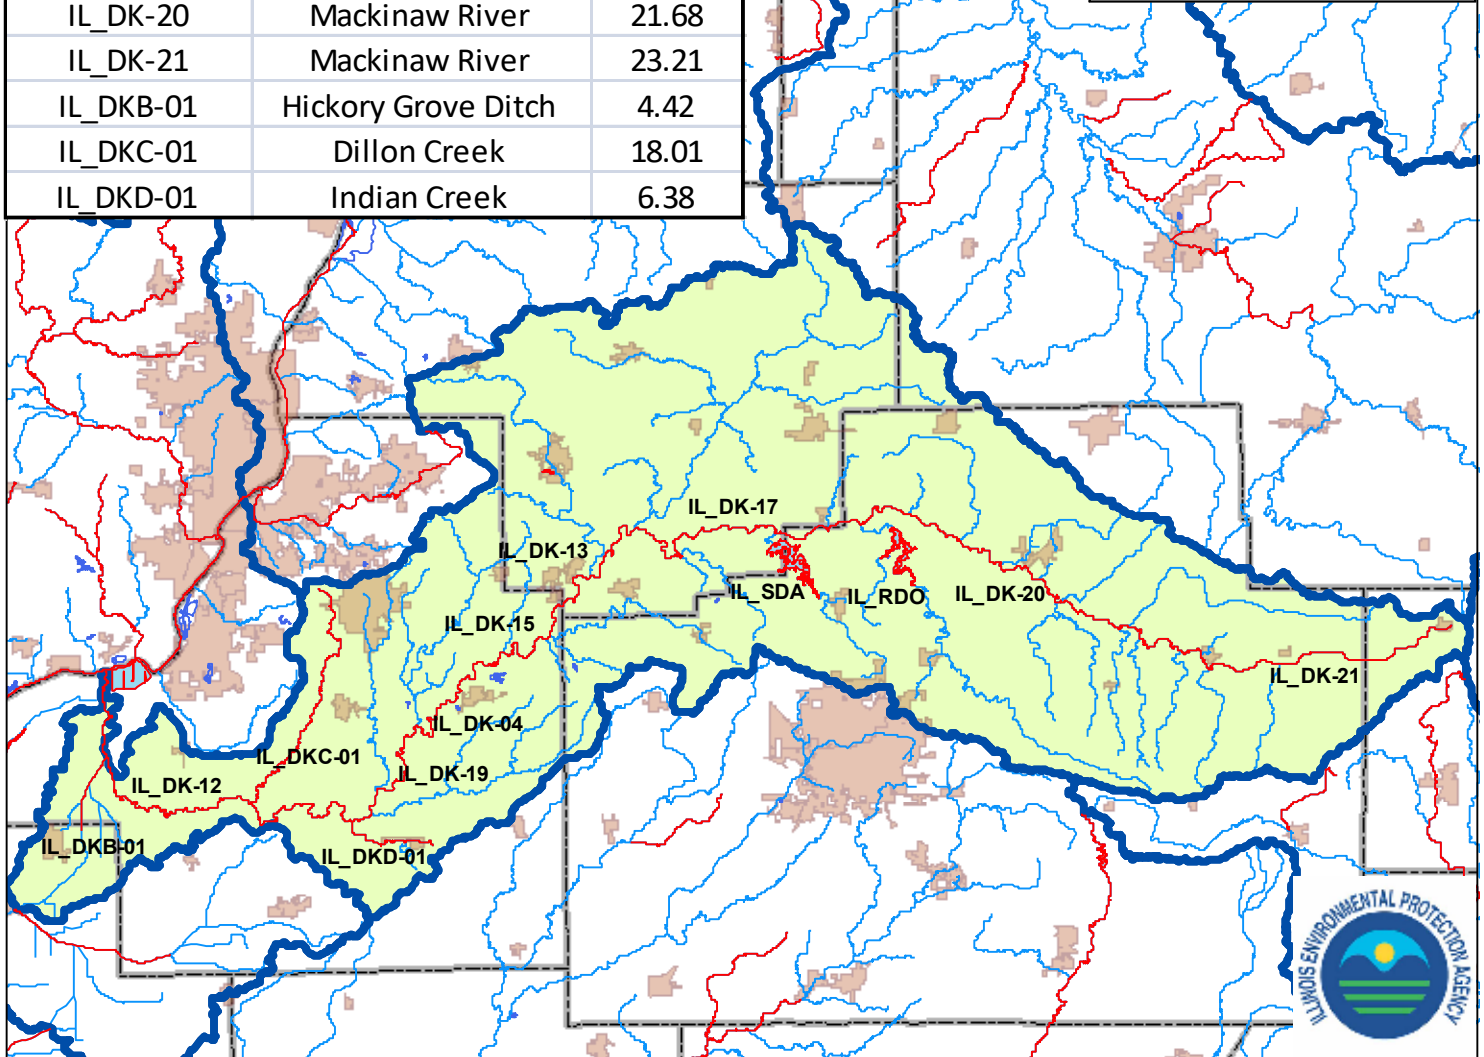 IL_DK-20 Mackinaw River 21.68
IL_DK-21 Mackinaw River 23.21
IL_DKB-01 Hickory Grove Ditch 4.42
IL_DKC-01 Dillon Creek 18.01
IL_DKD-01 Indian Creek 6.38
IL_DK-17
IL_DK-13
IL_SDA
IL_RDO
IL_DK-20
IL_DK-15
IL_DK-21
IL_DK-04
IL_DKC-01
IL_DK-19
IL_DK-12
IL_DKB-01
IL_DKD-01
ILLINOIS ENVIRONMENTAL PROTECTION AGENCY